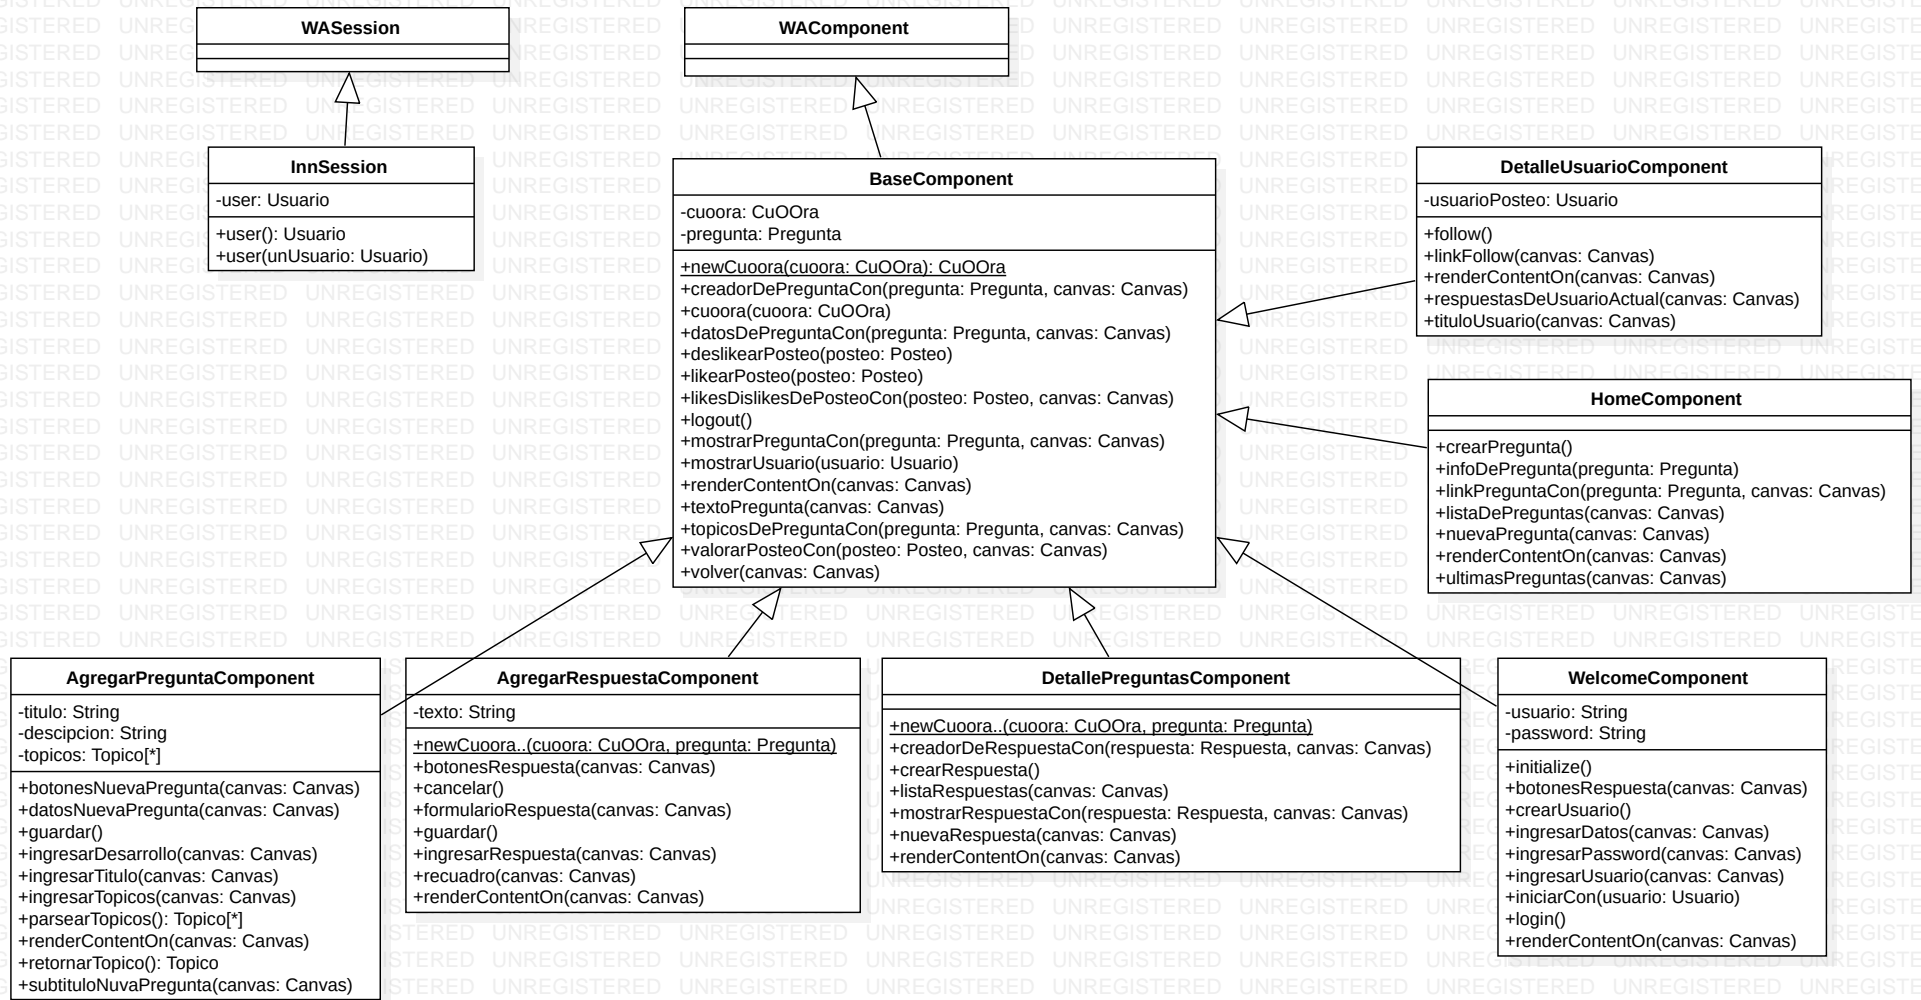 WASession
WAComponent
InnSession
-user: Usuario
+user(): Usuario
+user(unUsuario: Usuario)
BaseComponent
-cuoora: CuOOra
-pregunta: Pregunta
+newCuoora(cuoora: CuOOra): CuOOra
+creadorDePreguntaCon(pregunta: Pregunta, canvas: Canvas)
+cuoora(cuoora: CuOOra)
+datosDePreguntaCon(pregunta: Pregunta, canvas: Canvas)
+deslikearPosteo(posteo: Posteo)
+likearPosteo(posteo: Posteo)
+likesDislikesDePosteoCon(posteo: Posteo, canvas: Canvas)
+logout()
+mostrarPreguntaCon(pregunta: Pregunta, canvas: Canvas)
+mostrarUsuario(usuario: Usuario)
+renderContentOn(canvas: Canvas)
+textoPregunta(canvas: Canvas)
+topicosDePreguntaCon(pregunta: Pregunta, canvas: Canvas)
+valorarPosteoCon(posteo: Posteo, canvas: Canvas)
+volver(canvas: Canvas)
DetalleUsuarioComponent
-usuarioPosteo: Usuario
+follow()
+linkFollow(canvas: Canvas)
+renderContentOn(canvas: Canvas)
+respuestasDeUsuarioActual(canvas: Canvas)
+tituloUsuario(canvas: Canvas)
HomeComponent
+crearPregunta()
+infoDePregunta(pregunta: Pregunta)
+linkPreguntaCon(pregunta: Pregunta, canvas: Canvas)
+listaDePreguntas(canvas: Canvas)
+nuevaPregunta(canvas: Canvas)
+renderContentOn(canvas: Canvas)
+ultimasPreguntas(canvas: Canvas)
AgregarPreguntaComponent
-titulo: String
-descipcion: String
-topicos: Topico[*]
+botonesNuevaPregunta(canvas: Canvas)
+datosNuevaPregunta(canvas: Canvas)
+guardar()
+ingresarDesarrollo(canvas: Canvas)
+ingresarTitulo(canvas: Canvas)
+ingresarTopicos(canvas: Canvas)
+parsearTopicos(): Topico[*]
+renderContentOn(canvas: Canvas)
+retornarTopico(): Topico
+subtituloNuvaPregunta(canvas: Canvas)
AgregarRespuestaComponent
-texto: String
+newCuoora..(cuoora: CuOOra, pregunta: Pregunta)
+botonesRespuesta(canvas: Canvas)
+cancelar()
+formularioRespuesta(canvas: Canvas)
+guardar()
+ingresarRespuesta(canvas: Canvas)
+recuadro(canvas: Canvas)
+renderContentOn(canvas: Canvas)
DetallePreguntasComponent
+newCuoora..(cuoora: CuOOra, pregunta: Pregunta)
+creadorDeRespuestaCon(respuesta: Respuesta, canvas: Canvas)
+crearRespuesta()
+listaRespuestas(canvas: Canvas)
+mostrarRespuestaCon(respuesta: Respuesta, canvas: Canvas)
+nuevaRespuesta(canvas: Canvas)
+renderContentOn(canvas: Canvas)
WelcomeComponent
-usuario: String
-password: String
+initialize()
+botonesRespuesta(canvas: Canvas)
+crearUsuario()
+ingresarDatos(canvas: Canvas)
+ingresarPassword(canvas: Canvas)
+ingresarUsuario(canvas: Canvas)
+iniciarCon(usuario: Usuario)
+login()
+renderContentOn(canvas: Canvas)
UNREGISTERED